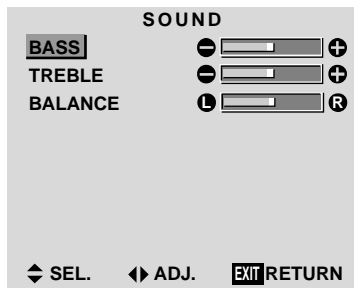 SOUND
BASS
TREBLE
BALANCE L R
SEL. ADJ. EXIT RETURN